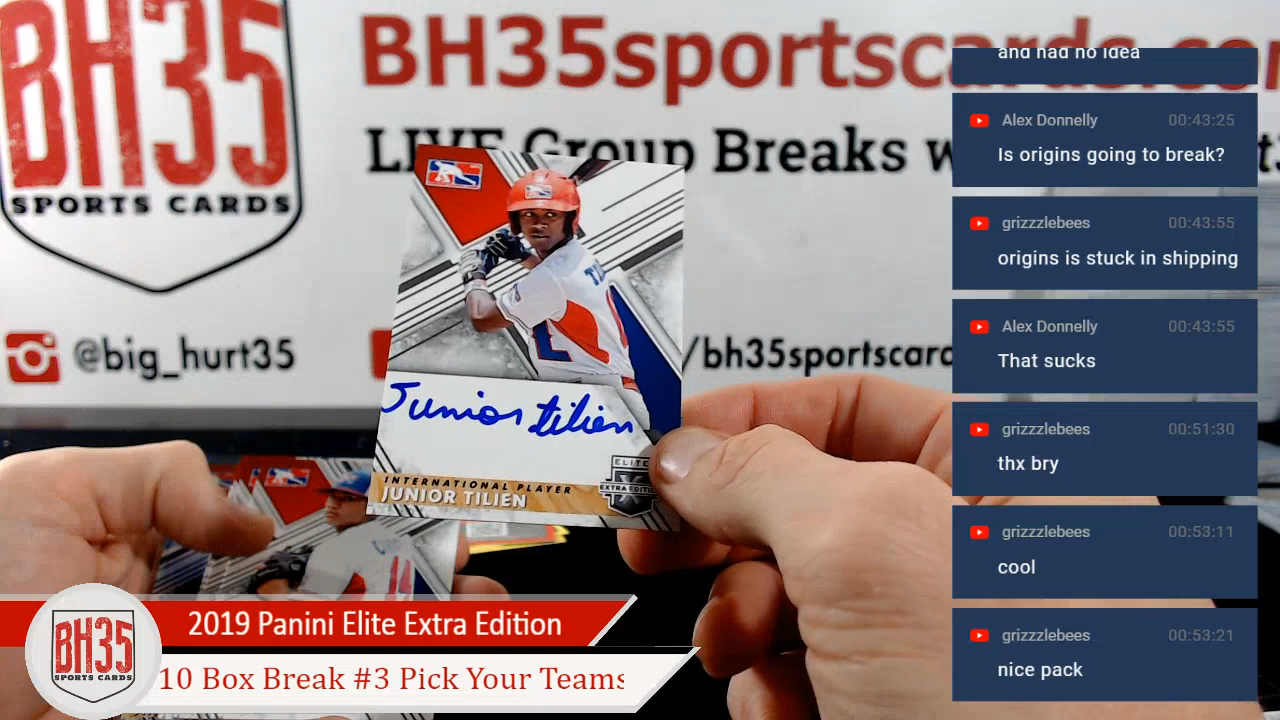 BH35
SPORTS CARDS
BH35sportscards.co
LIVE Group Breaks w
@big_hurt35
/bh35sportscard
Junior Tilien
INTERNATIONAL PLAYER
JUNIOR TILIEN
ELITE
EXTRA EDITION
BH35
SPORTS CARDS
2019 Panini Elite Extra Edition
10 Box Break #3 Pick Your Teams
and had no idea
Alex Donnelly 00:43:25
Is origins going to break?
grizzzlebees 00:43:55
origins is stuck in shipping
Alex Donnelly 00:43:55
That sucks
grizzzlebees 00:51:30
thx bry
grizzzlebees 00:53:11
cool
grizzzlebees 00:53:21
nice pack